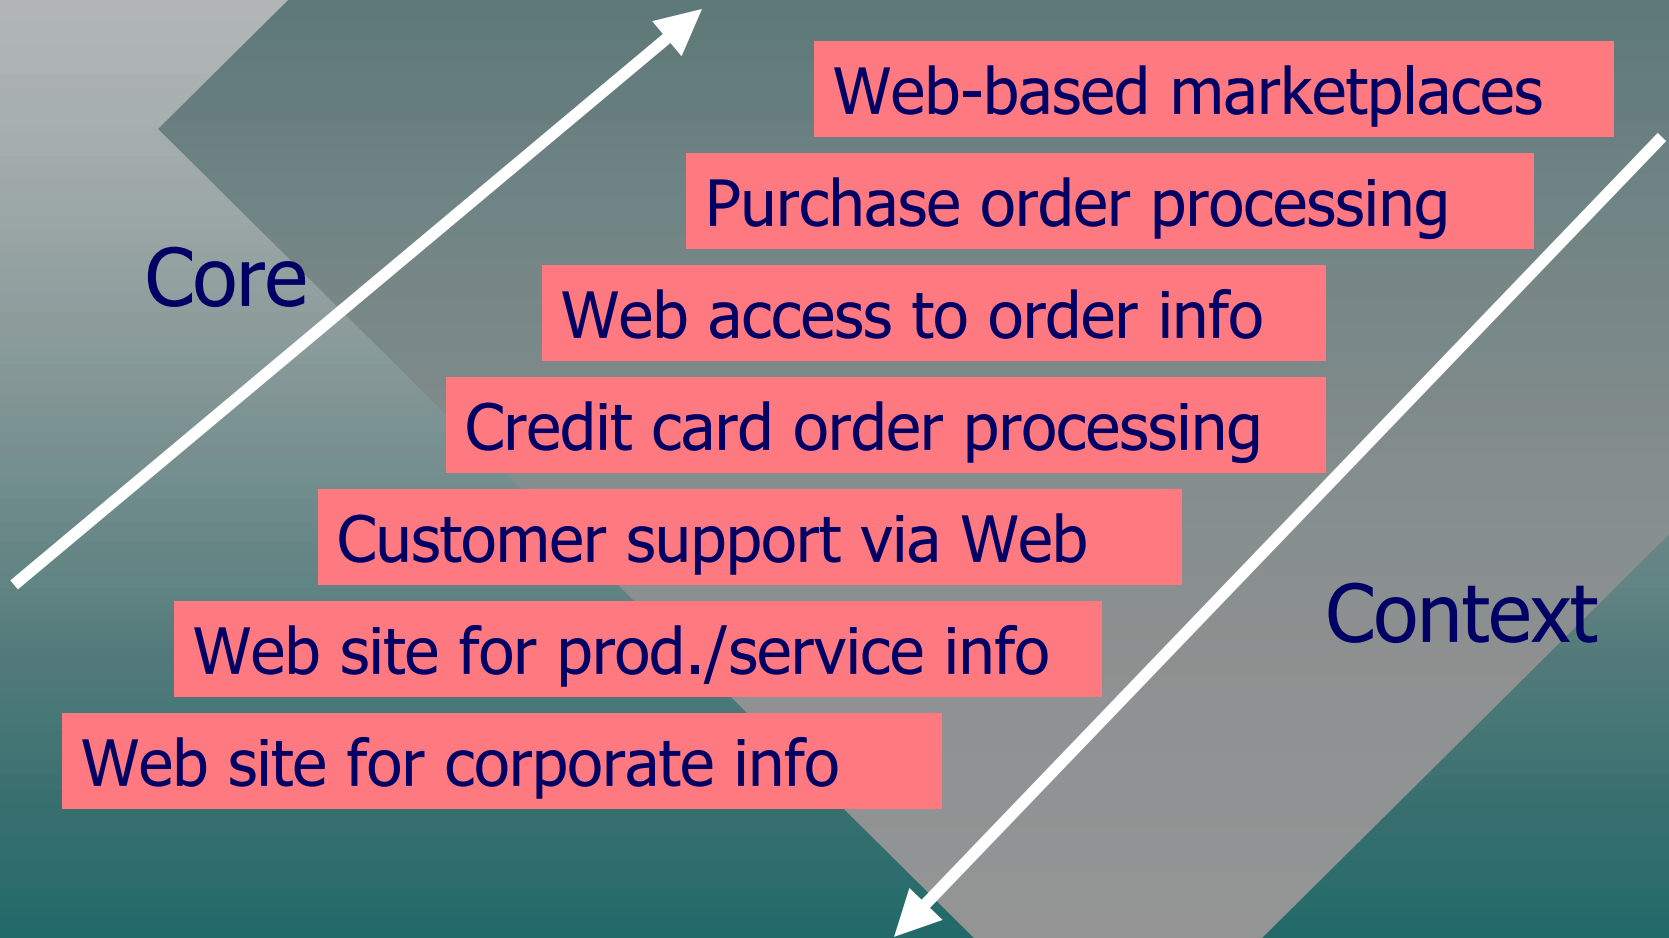 Web-based marketplaces
Purchase order processing
Core
Web access to order info
Credit card order processing
Customer support via Web
Context
Web site for prod./service info
Web site for corporate info